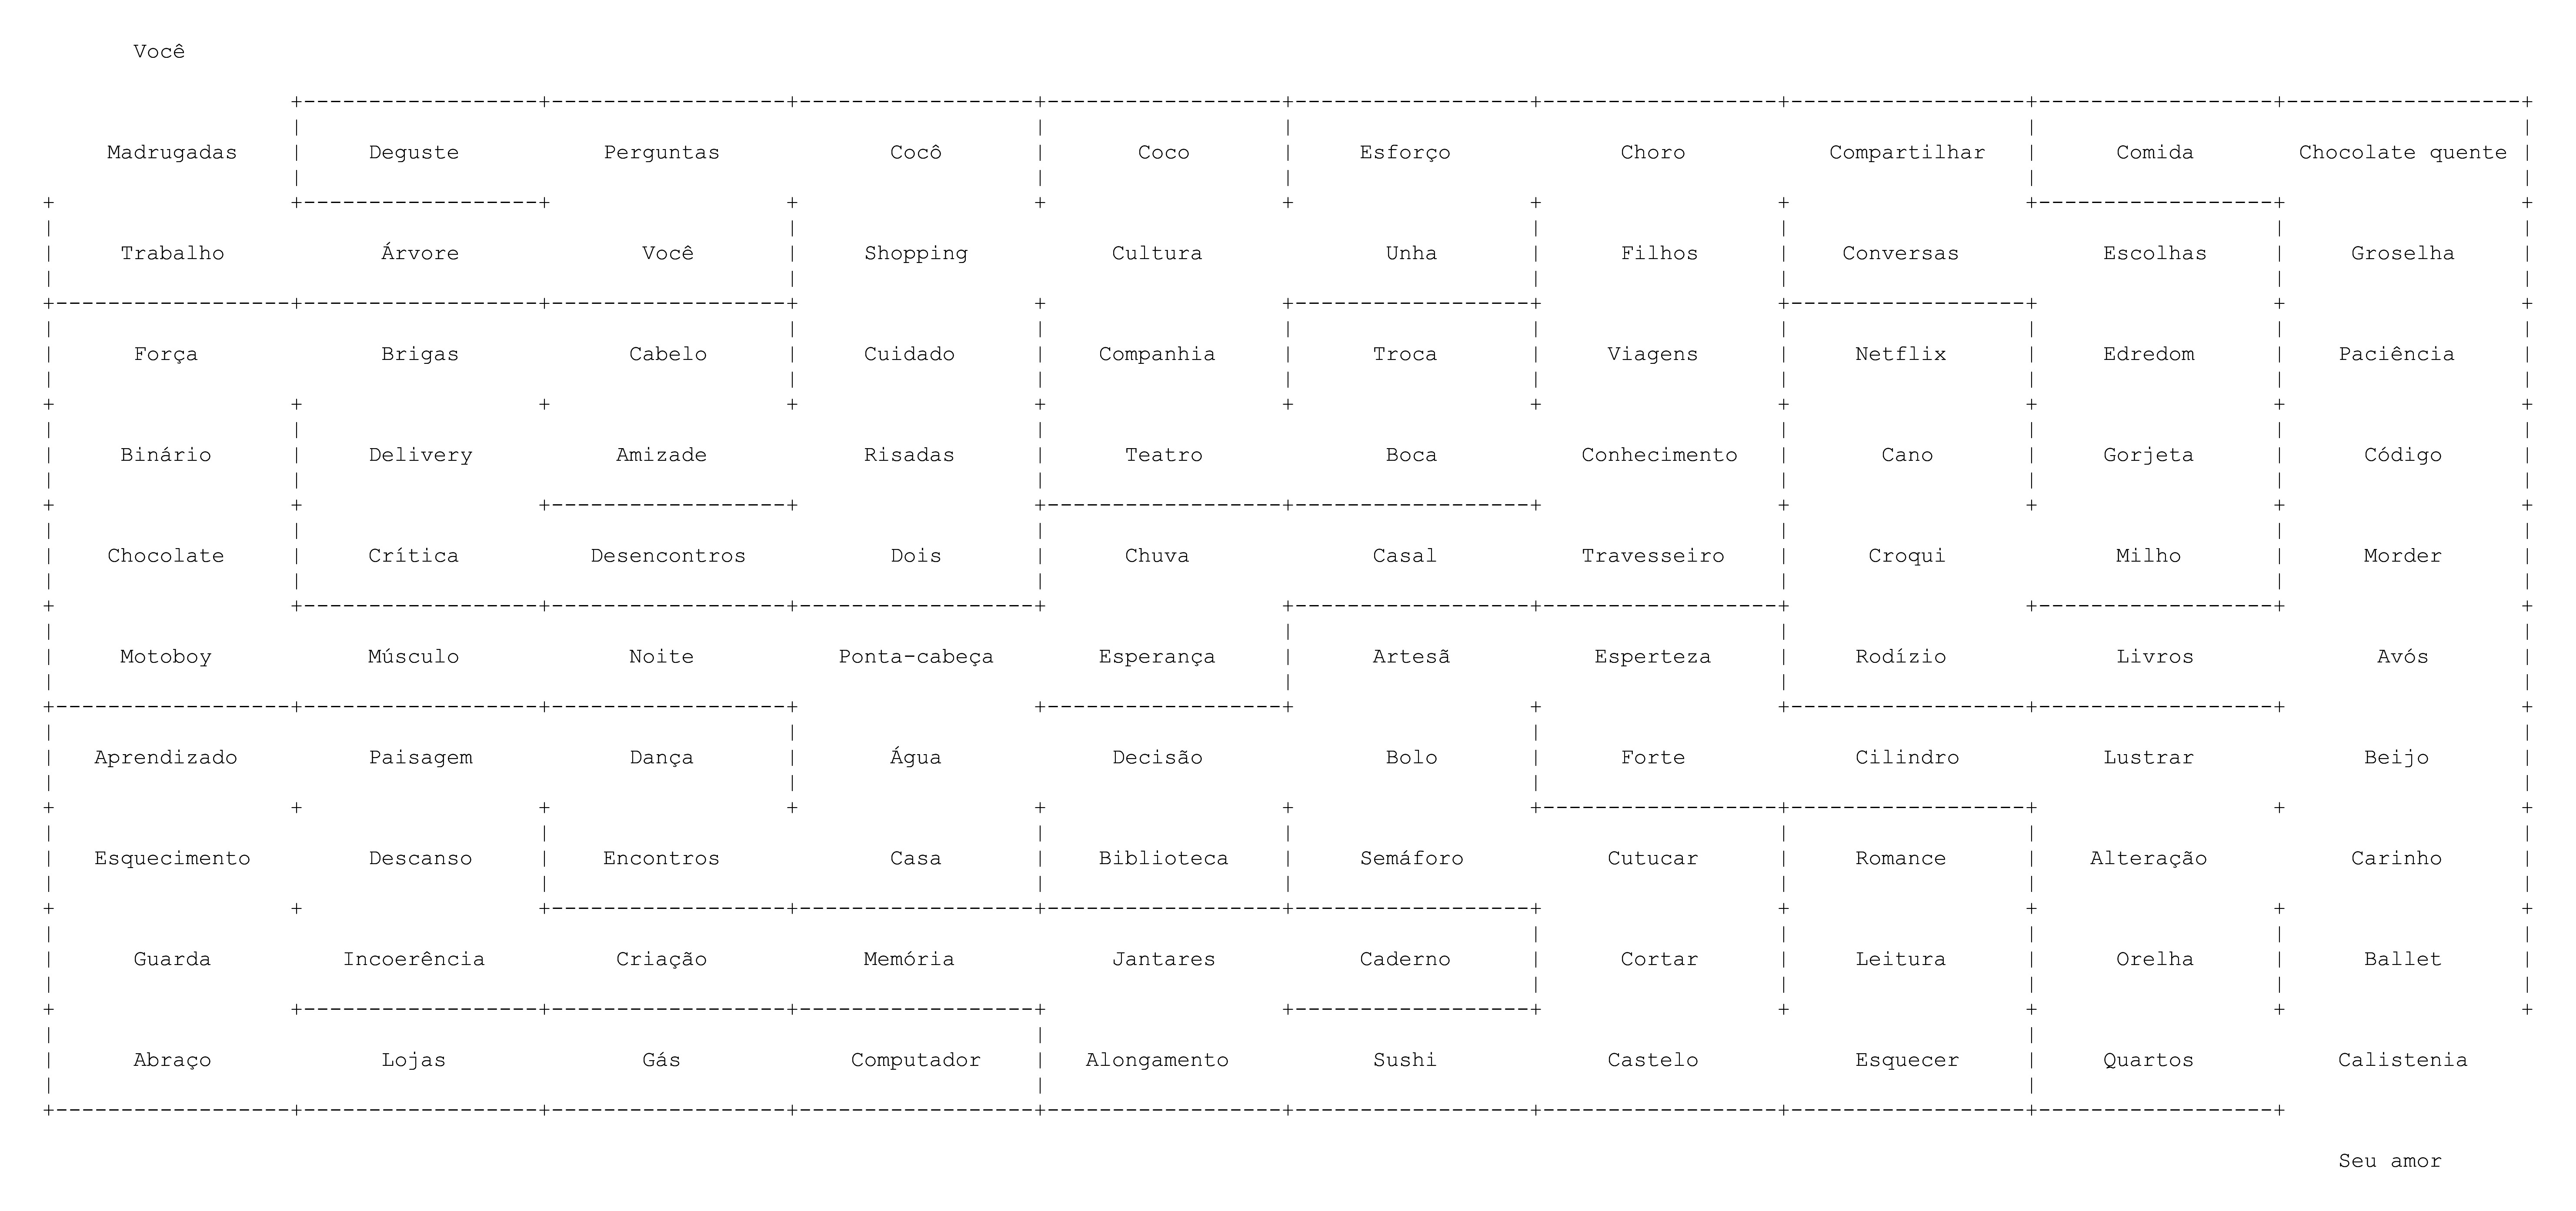 Você
Madrugadas Deguste Perguntas Cocô Coco Esforço Choro Compartilhar Comida Chocolate quente
Trabalho Árvore Você Shopping Cultura Unha Filhos Conversas Escolhas Groselha
Força Brigas Cabelo Cuidado Companhia Troca Viagens Netflix Edredom Paciência
Binário Delivery Amizade Risadas Teatro Boca Conhecimento Cano Gorjeta Código
Chocolate Crítica Desencontros Dois Chuva Casal Travesseiro Croqui Milho Morder
Motoboy Músculo Noite Ponta-cabeça Esperança Artesã Esperteza Rodízio Livros Avós
Aprendizado Paisagem Dança Água Decisão Bolo Forte Cilindro Lustrar Beijo
Esquecimento Descanso Encontros Casa Biblioteca Semáforo Cutucar Romance Alteração Carinho
Guarda Incoerência Criação Memória Jantares Caderno Cortar Leitura Orelha Ballet
Abraço Lojas Gás Computador Alongamento Sushi Castelo Esquecer Quartos Calistenia
Seu amor